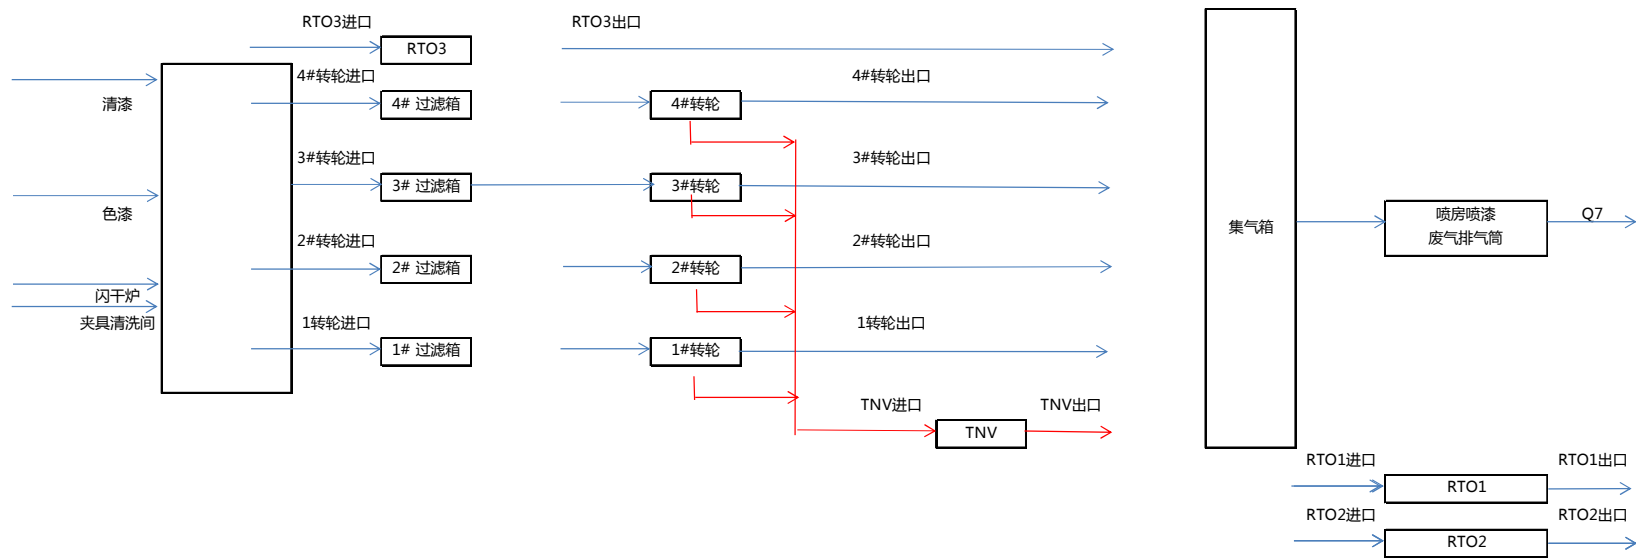 RTO3进口
RTO3出口
RTO3
4#转轮进口
4#转轮出口
清漆
4# 过滤箱
4#转轮
3#转轮进口
3#转轮出口
色漆
3# 过滤箱
3#转轮
集气箱
喷房喷漆
废气排气筒
Q7
2#转轮进口
2#转轮出口
闪干炉
2# 过滤箱
2#转轮
夹具清洗间
1转轮进口
1转轮出口
1# 过滤箱
1#转轮
TNV进口
TNV出口
TNV
RTO1进口
RTO1出口
RTO1
RTO2进口
RTO2出口
RTO2